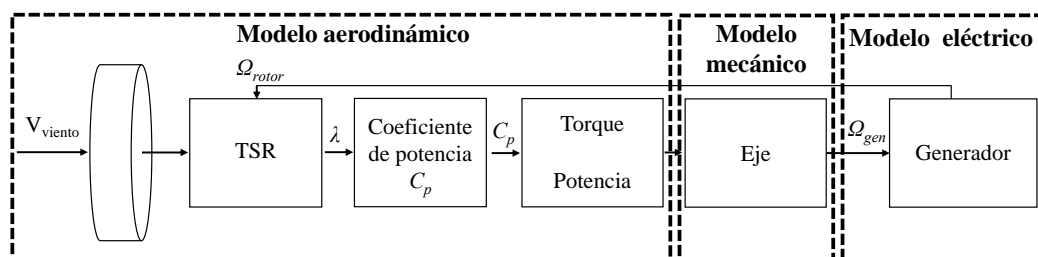 Modelo aerodinámico
Modelo
mecánico
Modelo eléctrico
Ω_rotor
V_viento
TSR
λ
Coeficiente
de potencia
C_p
C_p
Torque
Potencia
Eje
Ω_gen
Generador